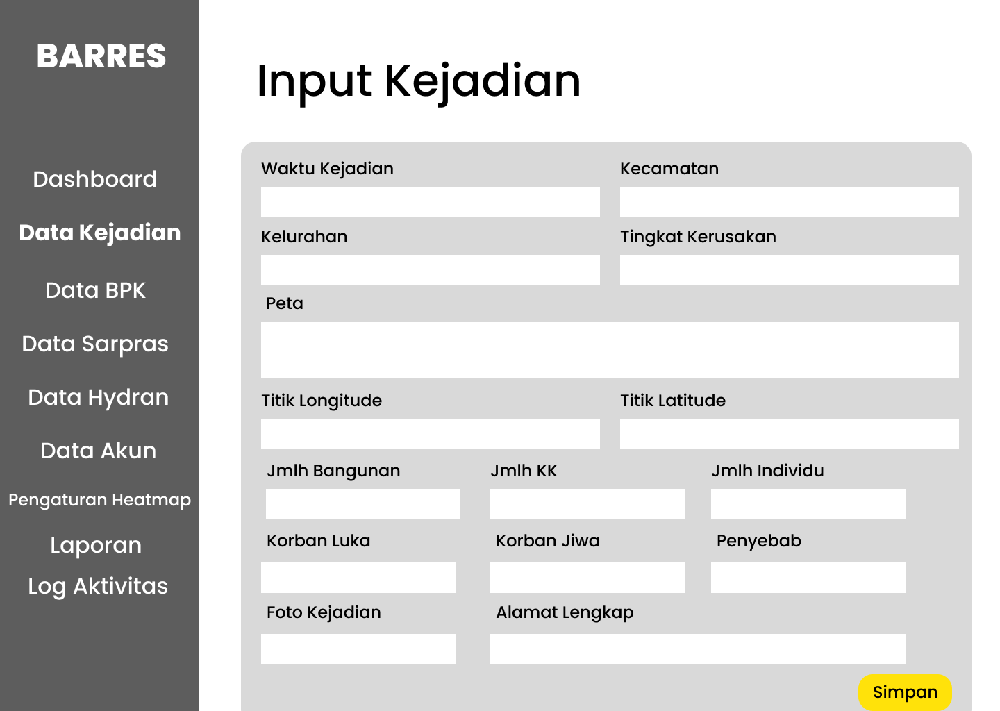 BARRES
Dashboard
Data Kejadian
Data BPK
Data Sarpras
Data Hydran
Data Akun
Pengaturan Heatmap
Laporan
Log Aktivitas
Input Kejadian
Waktu Kejadian
Kecamatan
Kelurahan
Tingkat Kerusakan
Peta
Titik Longitude
Titik Latitude
Jmlh Bangunan
Jmlh KK
Jmlh Individu
Korban Luka
Korban Jiwa
Penyebab
Foto Kejadian
Alamat Lengkap
Simpan